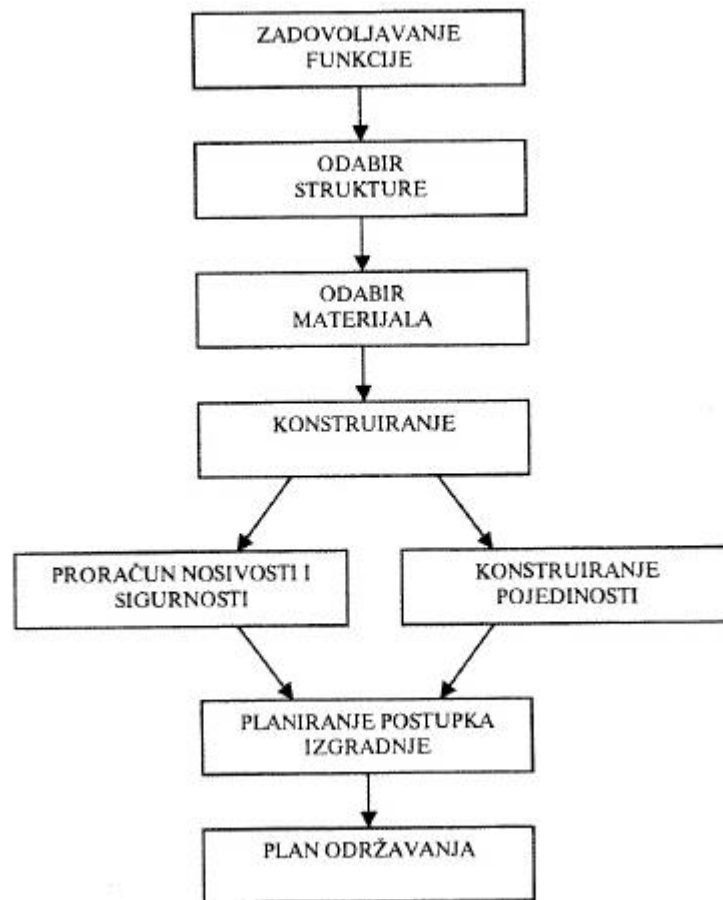 ZADOVOLJAVANJE
FUNKCIJE
ODABIR
STRUKTURE
ODABIR
MATERIJALA
KONSTRUIRANJE
PRORAČUN NOSIVOSTI I
SIGURNOSTI
KONSTRUIRANJE
POJEDINOSTI
PLANIRANJE POSTUPKA
IZGRADNJE
PLAN ODRŽAVANJA